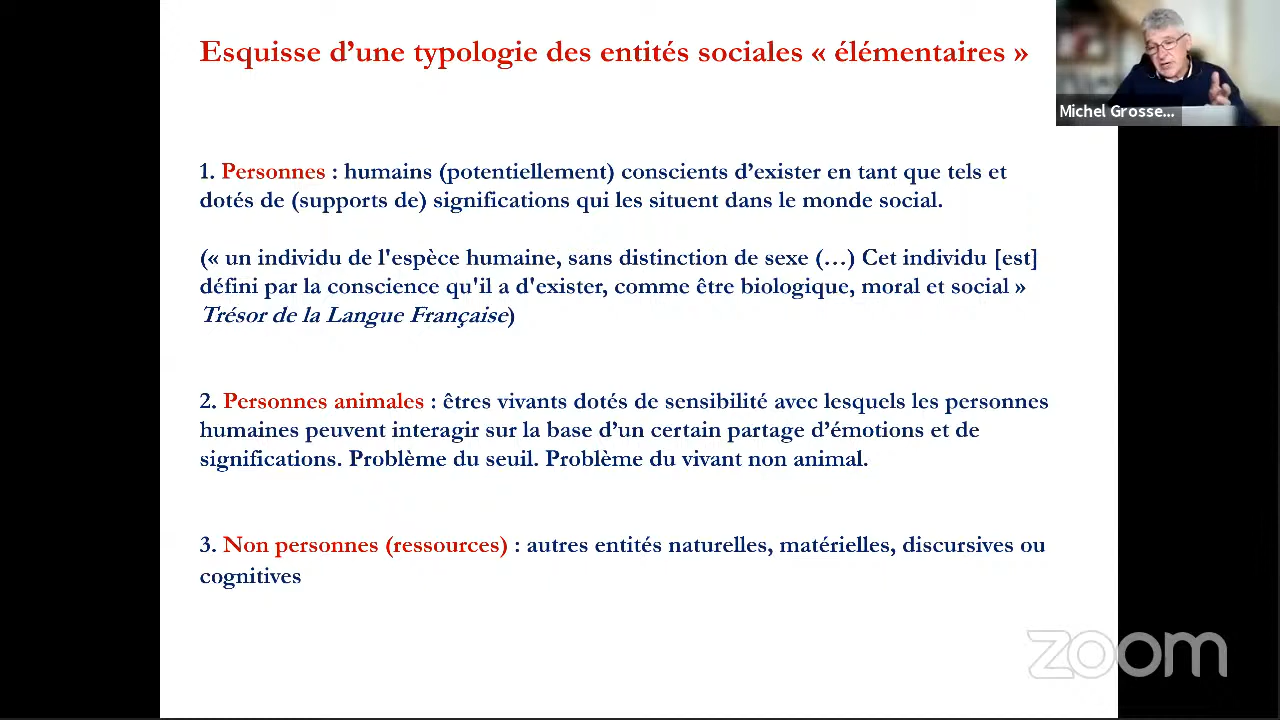 Esquisse d’une typologie des entités sociales « élémentaires »
Michel Grosse...
1. Personnes : humains (potentiellement) conscients d’exister en tant que tels et
dotés de (supports de) significations qui les situent dans le monde social.
(« un individu de l'espèce humaine, sans distinction de sexe (…) Cet individu [est]
défini par la conscience qu'il a d'exister, comme être biologique, moral et social »
Trésor de la Langue Française)
2. Personnes animales : êtres vivants dotés de sensibilité avec lesquels les personnes
humaines peuvent interagir sur la base d’un certain partage d’émotions et de
significations. Problème du seuil. Problème du vivant non animal.
3. Non personnes (ressources) : autres entités naturelles, matérielles, discursives ou
cognitives
zoom